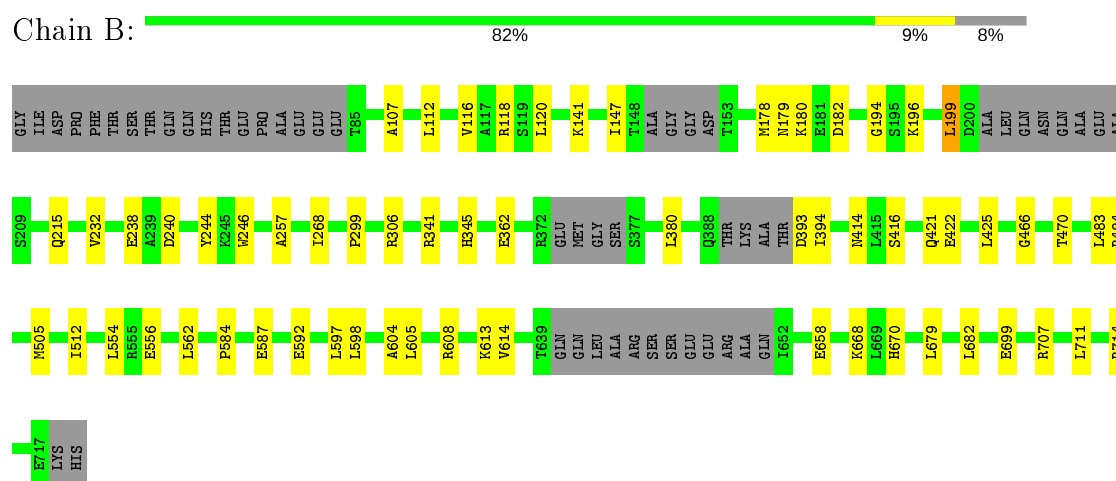 Chain B:
82% 9% 8%
GLY ILE ASP PRO PHE THR SER THR GLN GLN HIS THR GLU PRO ALA GLU GLU GLU T85 A107 L112 V116 A117 R118 S119 L120 K141 I147 T148 ALA GLY GLY ASP T153 M178 N179 K180 E181 D182 G194 S195 K196 L199 D200 ALA LEU GLN ASN GLN ALA GLU
S209 Q215 V232 E238 A239 D240 Y244 K245 W246 A257 I268 P299 R306 R341 H345 E362 R372 GLU MET GLY SER S377 L380 Q388 THR LYS ALA THR D393 I394 N414 L415 S416 Q421 E422 L425 G466 T470 L483
M505 I512 L554 R555 E556 L562 P584 E587 E592 L597 L598 A604 L605 R608 K613 V614 T639 GLN GLN LEU ALA ARG SER SER GLU GLU ARG ALA GLN I652 E658 K668 L669 H670 L679 L682 E699 R707 L711
E717 LYS HIS